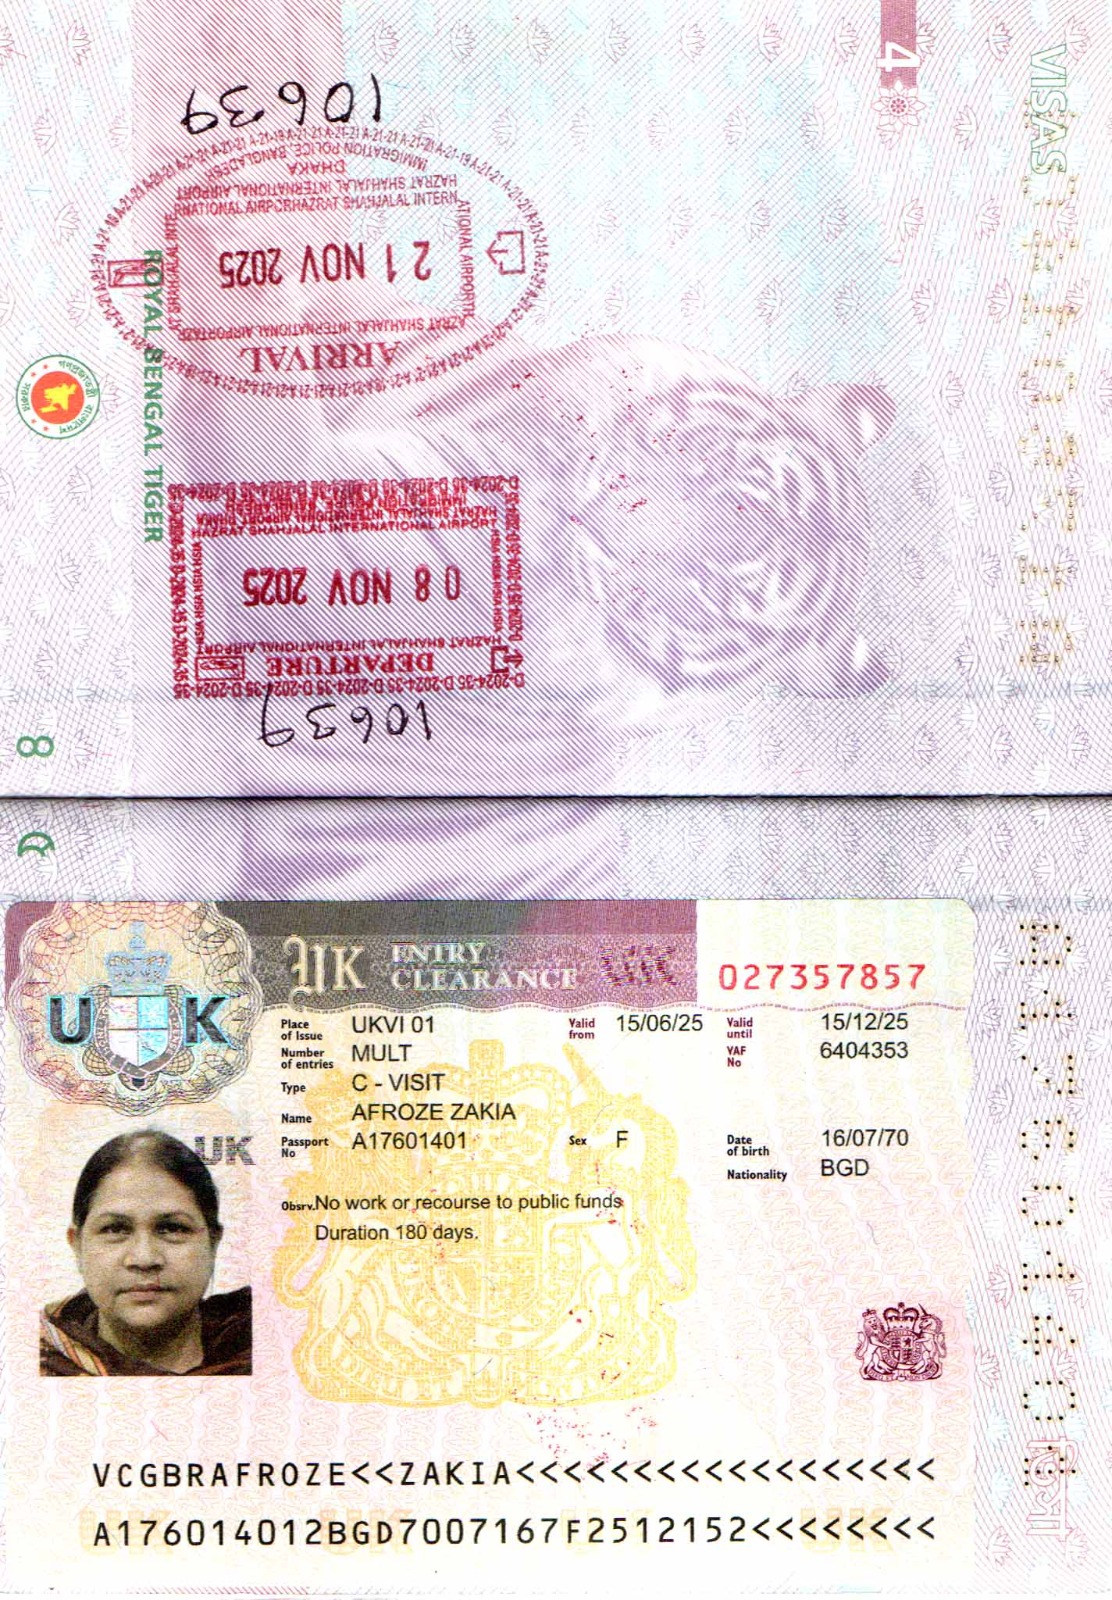 VISAS
4
10639
IMMIGRATION POLICE, BANGLADESH
DHAKA
HAZRAT SHAHJALAL INTERNATIONAL AIRPORT
21 NOV 2025
ARRIVAL
ROYAL BENGAL TIGER
HAZRAT SHAHJALAL INTERNATIONAL AIRPORT
08 NOV 2025
DEPARTURE
10639
8
UK
UK ENTRY CLEARANCE
027357857
UK
Place of Issue UKVI 01 Valid from 15/06/25 Valid until 15/12/25
Number of entries MULT YAF No 6404353
Type C - VISIT
Name AFROZE ZAKIA
Passport No A17601401 Sex F Date of birth 16/07/70
Nationality BGD
Obsrv. No work or recourse to public funds
Duration 180 days.
VCGBRAFROZE<<ZAKIA<<<<<<<<<<<<<<<<<<
A176014012BGD7007167F2512152<<<<<<<<